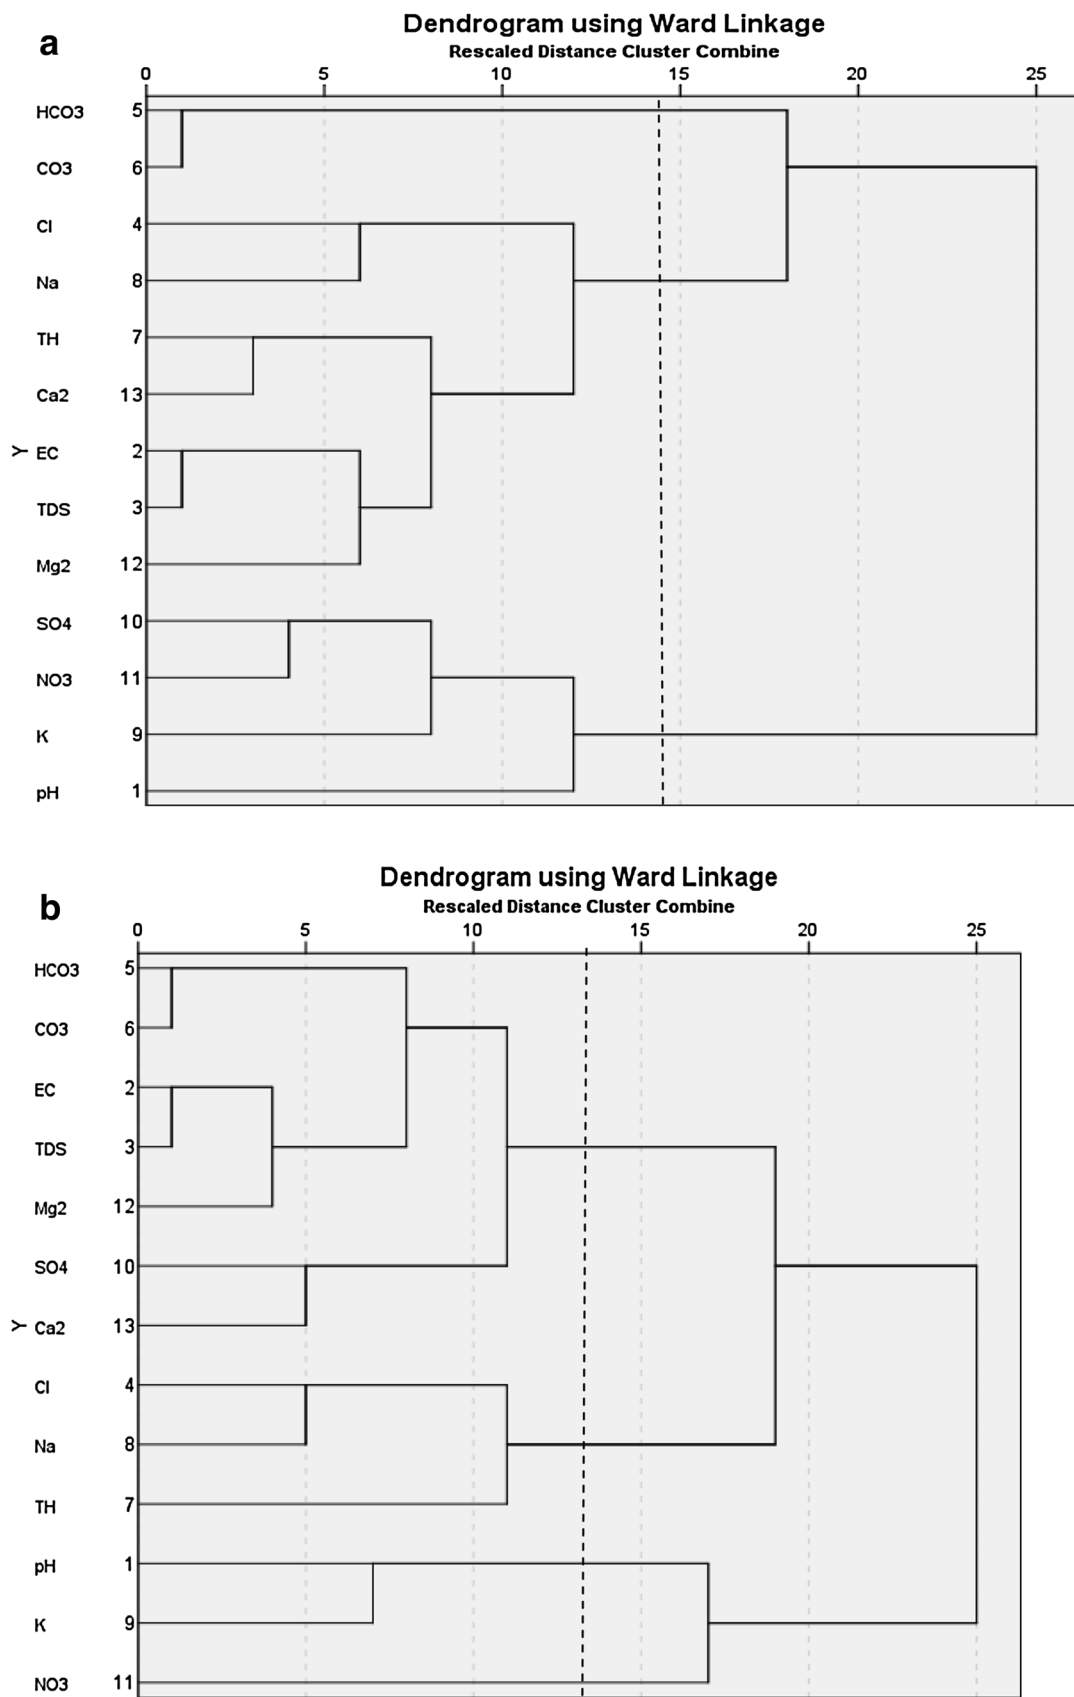 a
Dendrogram using Ward Linkage
Rescaled Distance Cluster Combine
0 5 10 15 20 25
HCO3 5
CO3 6
Cl 4
Na 8
TH 7
Ca2 13
Y
EC 2
TDS 3
Mg2 12
SO4 10
NO3 11
K 9
pH 1
b
Dendrogram using Ward Linkage
Rescaled Distance Cluster Combine
0 5 10 15 20 25
HCO3 5
CO3 6
EC 2
TDS 3
Mg2 12
SO4 10
Y
Ca2 13
Cl 4
Na 8
TH 7
pH 1
K 9
NO3 11